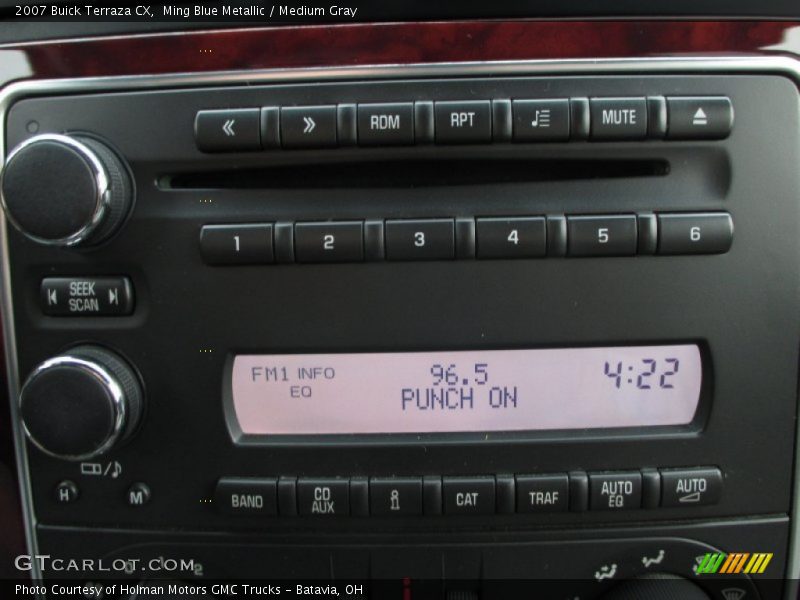 2007 Buick Terraza CX, Ming Blue Metallic / Medium Gray
RDM RPT MUTE
1 2 3 4 5 6
SEEK
SCAN
FM1 INFO 96.5 4:22
EQ PUNCH ON
H M
BAND CD AUX i CAT TRAF AUTO EQ AUTO
GTcarlot.com
2
Photo Courtesy of Holman Motors GMC Trucks - Batavia, OH